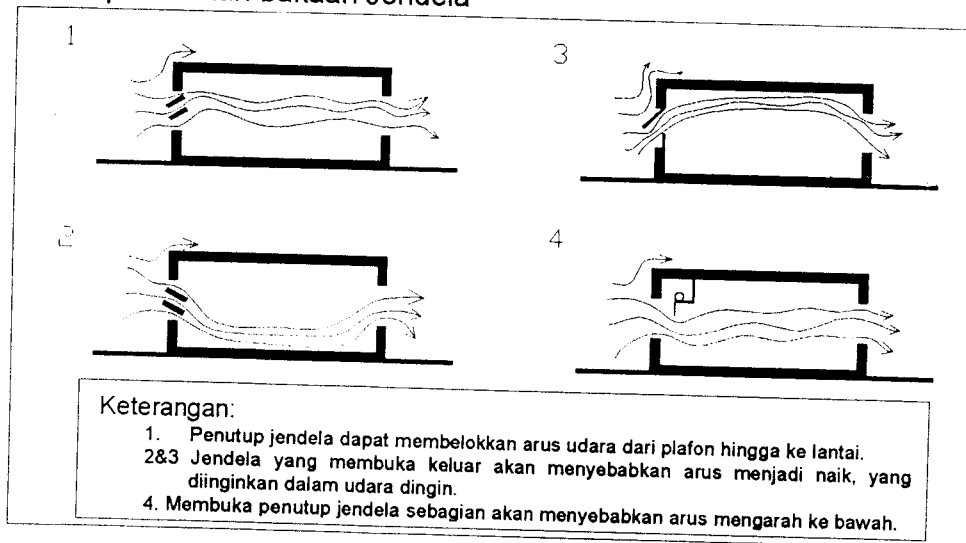 bukaan Jendela
1
3
2
4
Keterangan:
1. Penutup jendela dapat membelokkan arus udara dari plafon hingga ke lantai.
2&3 Jendela yang membuka keluar akan menyebabkan arus menjadi naik, yang
diinginkan dalam udara dingin.
4. Membuka penutup jendela sebagian akan menyebabkan arus mengarah ke bawah.